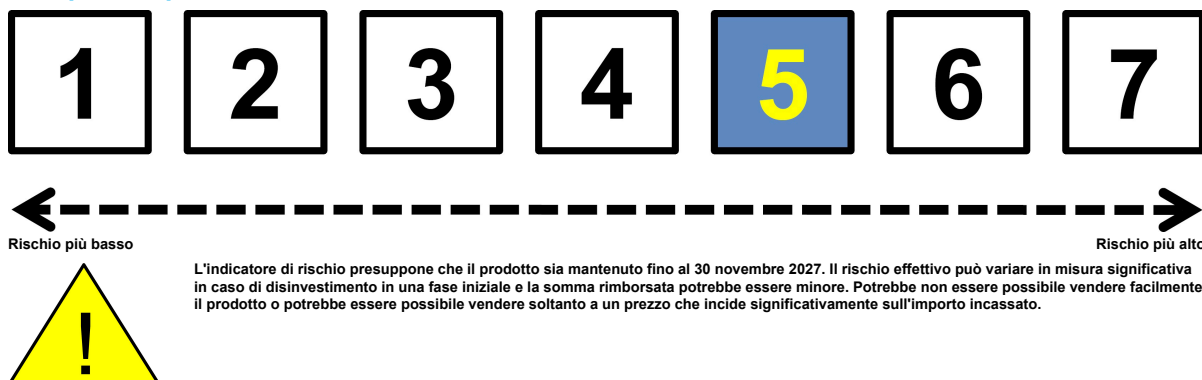 1 2 3 4 5 6 7
Rischio più basso Rischio più alto
L'indicatore di rischio presuppone che il prodotto sia mantenuto fino al 30 novembre 2027. Il rischio effettivo può variare in misura significativa
in caso di disinvestimento in una fase iniziale e la somma rimborsata potrebbe essere minore. Potrebbe non essere possibile vendere facilmente
il prodotto o potrebbe essere possibile vendere soltanto a un prezzo che incide significativamente sull'importo incassato.
!